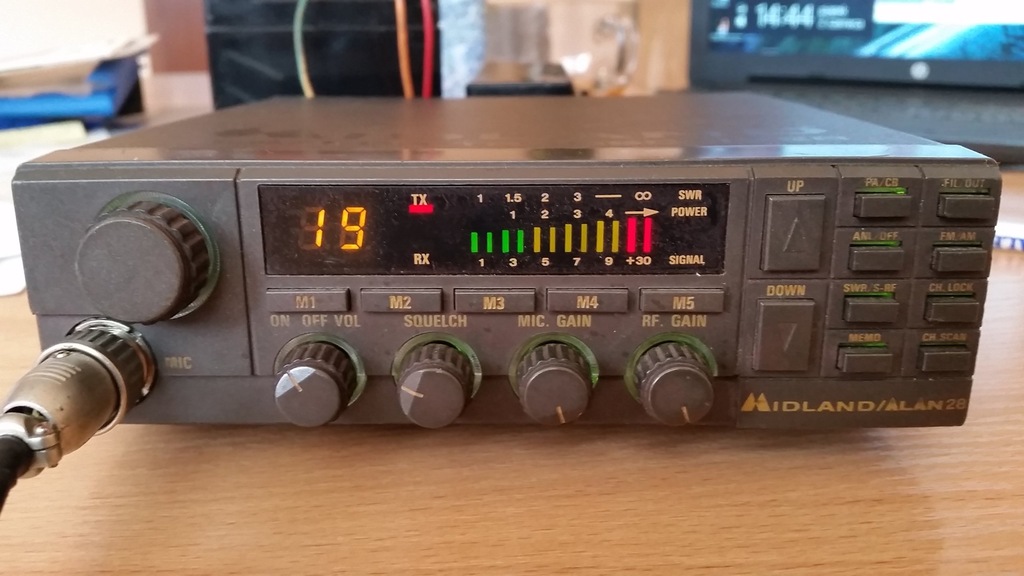 14:44
hp
19
TX
1 1.5 2 3 ∞ SWR
1 2 3 4 POWER
RX
1 3 5 7 9 +30 SIGNAL
UP
PA/CB
ANL/OFF
FM/AM
M1 M2 M3 M4 M5
DOWN
SWR S-RF
CH. LOCK
ON OFF VOL SQUELCH MIC GAIN RF GAIN
MEMO
CH SCAN
MIC
MIDLAND/ALAN 28